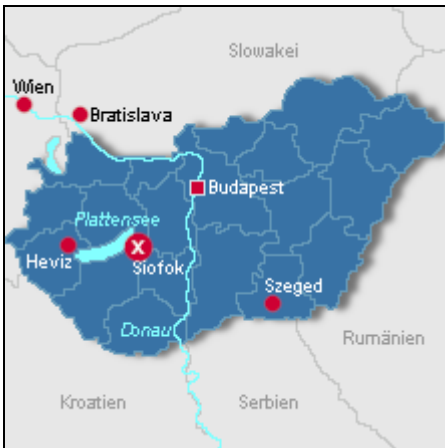 Slowakei
Wien
Bratislava
Budapest
Plattensee
Heviz
X
Siofok
Szeged
Donau
Rumänien
Kroatien
Serbien